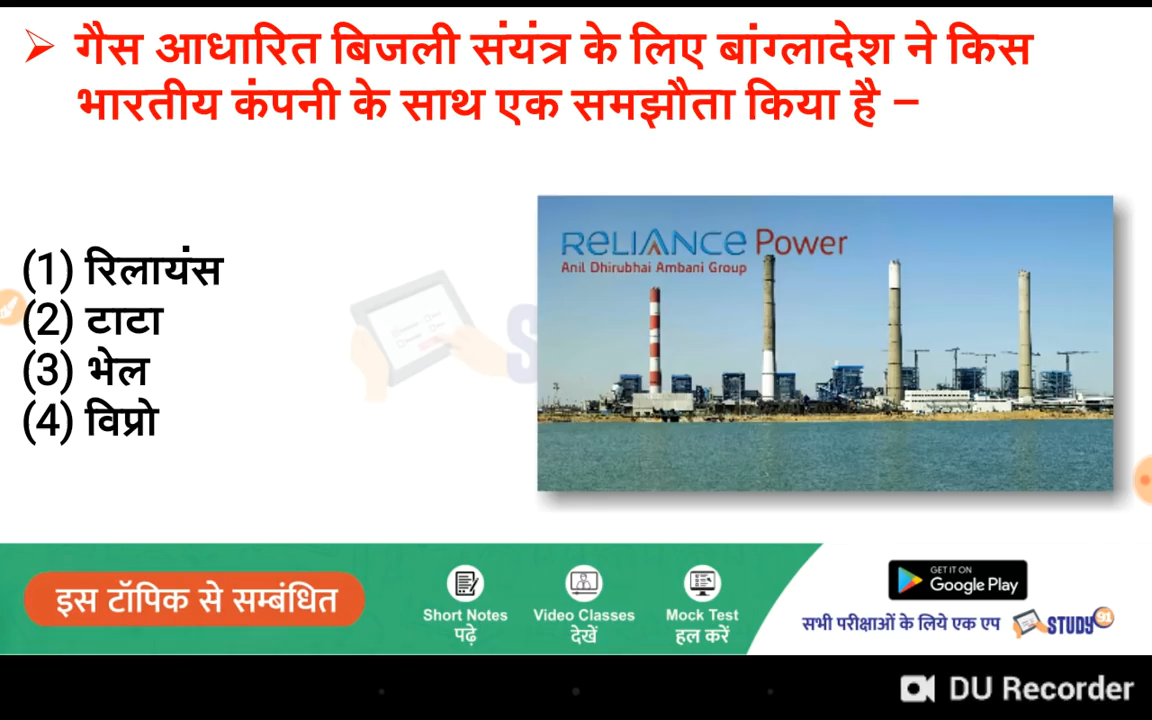 ➢ गैस आधारित बिजली संयंत्र के लिए बांग्लादेश ने किस
भारतीय कंपनी के साथ एक समझौता किया है –
RELIANCE Power
Anil Dhirubhai Ambani Group
(1) रिलायंस
(2) टाटा
(3) भेल
(4) विप्रो
इस टॉपिक से सम्बंधित
Short Notes
पढ़े
Video Classes
देखें
Mock Test
हल करें
GET IT ON
Google Play
सभी परीक्षाओं के लिये एक एप
STUDY 91
DU Recorder